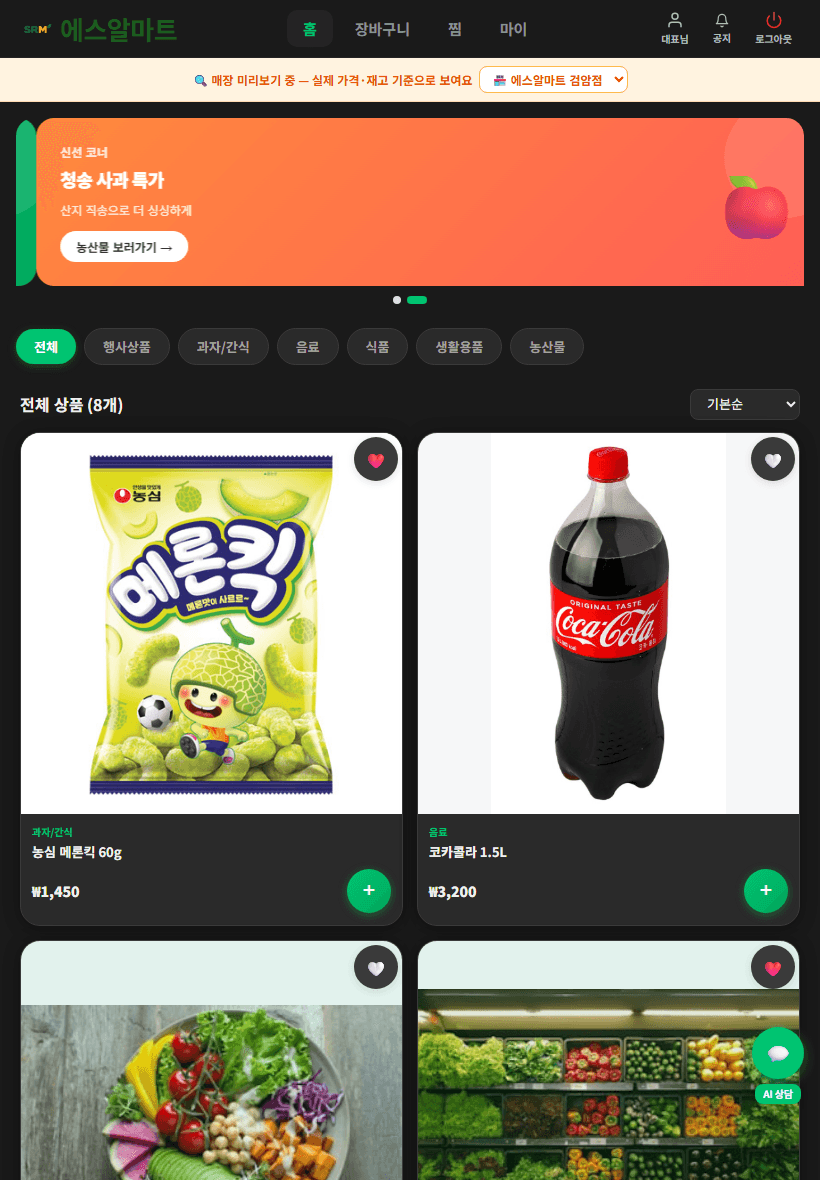 SRM 에스알마트
홈
장바구니
찜
마이
대표님
공지
로그아웃
매장 미리보기 중 — 실제 가격·재고 기준으로 보여요
에스알마트 검암점
신선 코너
청송 사과 특가
산지 직송으로 더 싱싱하게
농산물 보러가기 →
전체
행사상품
과자/간식
음료
식품
생활용품
농산물
전체 상품 (8개)
기본순
농심
메론킥
메론맛이 사르르~
ORIGINAL TASTE
Coca-Cola
과자/간식
농심 메론킥 60g
₩1,450
+
음료
코카콜라 1.5L
₩3,200
+
AI 상담